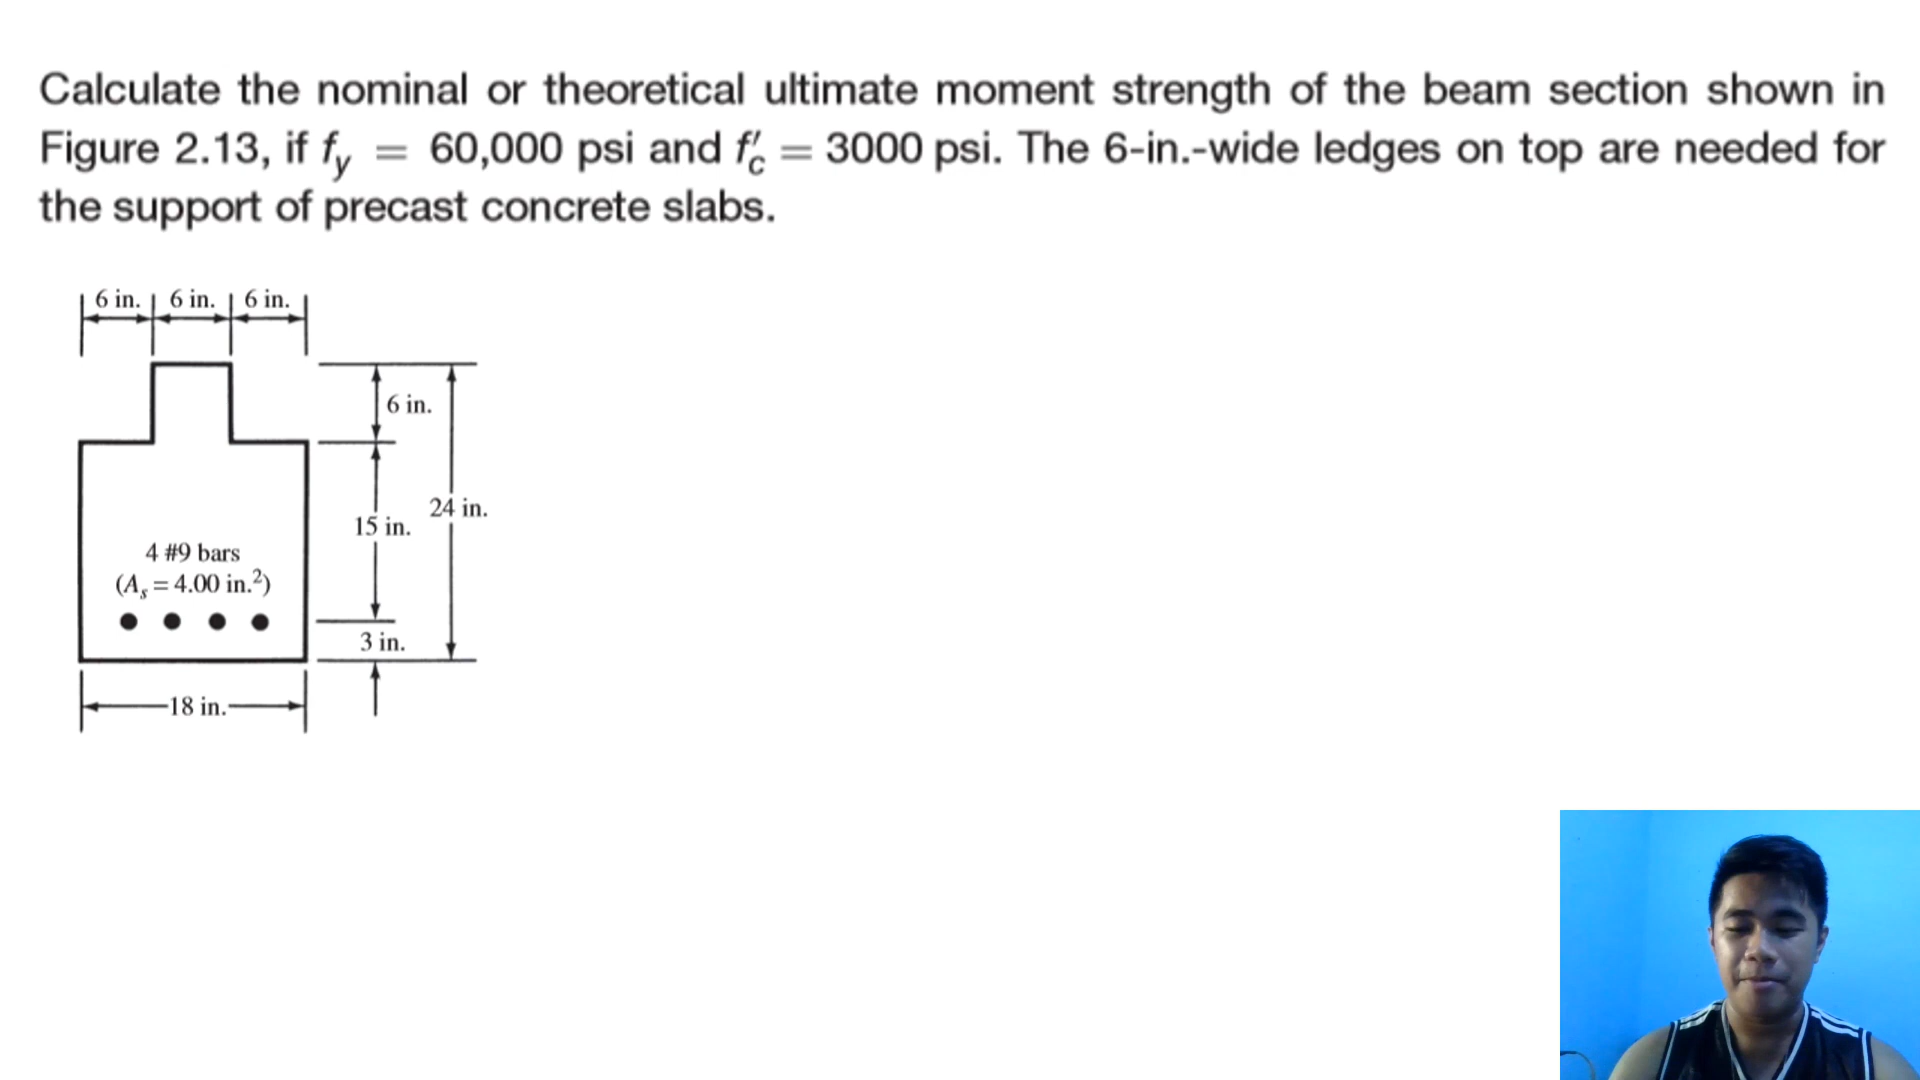 Calculate the nominal or theoretical ultimate moment strength of the beam section shown in
Figure 2.13, if fy = 60,000 psi and f′c = 3000 psi. The 6-in.-wide ledges on top are needed for
the support of precast concrete slabs.
6 in. 6 in. 6 in.
6 in.
24 in.
15 in.
4 #9 bars
(As = 4.00 in.²)
3 in.
18 in.